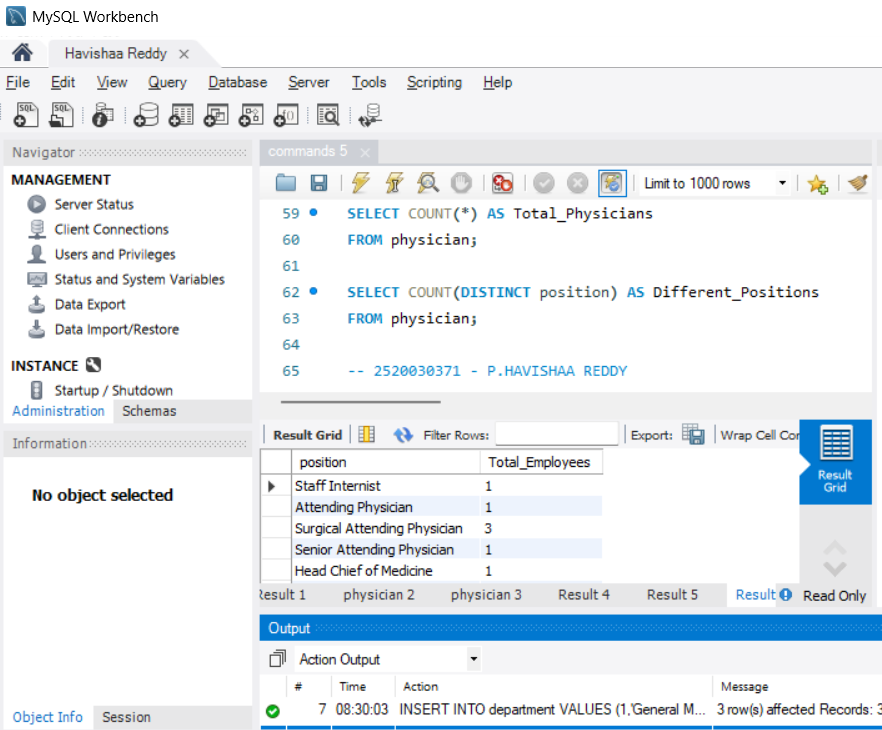 MySQL Workbench
Havishaa Reddy
File Edit View Query Database Server Tools Scripting Help
Navigator
MANAGEMENT
Server Status
Client Connections
Users and Privileges
Status and System Variables
Data Export
Data Import/Restore
INSTANCE
Startup / Shutdown
Administration Schemas
Information
No object selected
Object Info Session
commands 5
Limit to 1000 rows
59 SELECT COUNT(*) AS Total_Physicians
60 FROM physician;
61
62 SELECT COUNT(DISTINCT position) AS Different_Positions
63 FROM physician;
64
65 -- 2520030371 - P.HAVISHAA REDDY
Result Grid Filter Rows: Export: Wrap Cell Con
position Total_Employees
Staff Internist 1
Attending Physician 1
Surgical Attending Physician 3
Senior Attending Physician 1
Head Chief of Medicine 1
Result
Grid
Result 1 physician 2 physician 3 Result 4 Result 5 Result Read Only
Output
Action Output
# Time Action Message
7 08:30:03 INSERT INTO department VALUES (1,'General M... 3 row(s) affected Records: 3